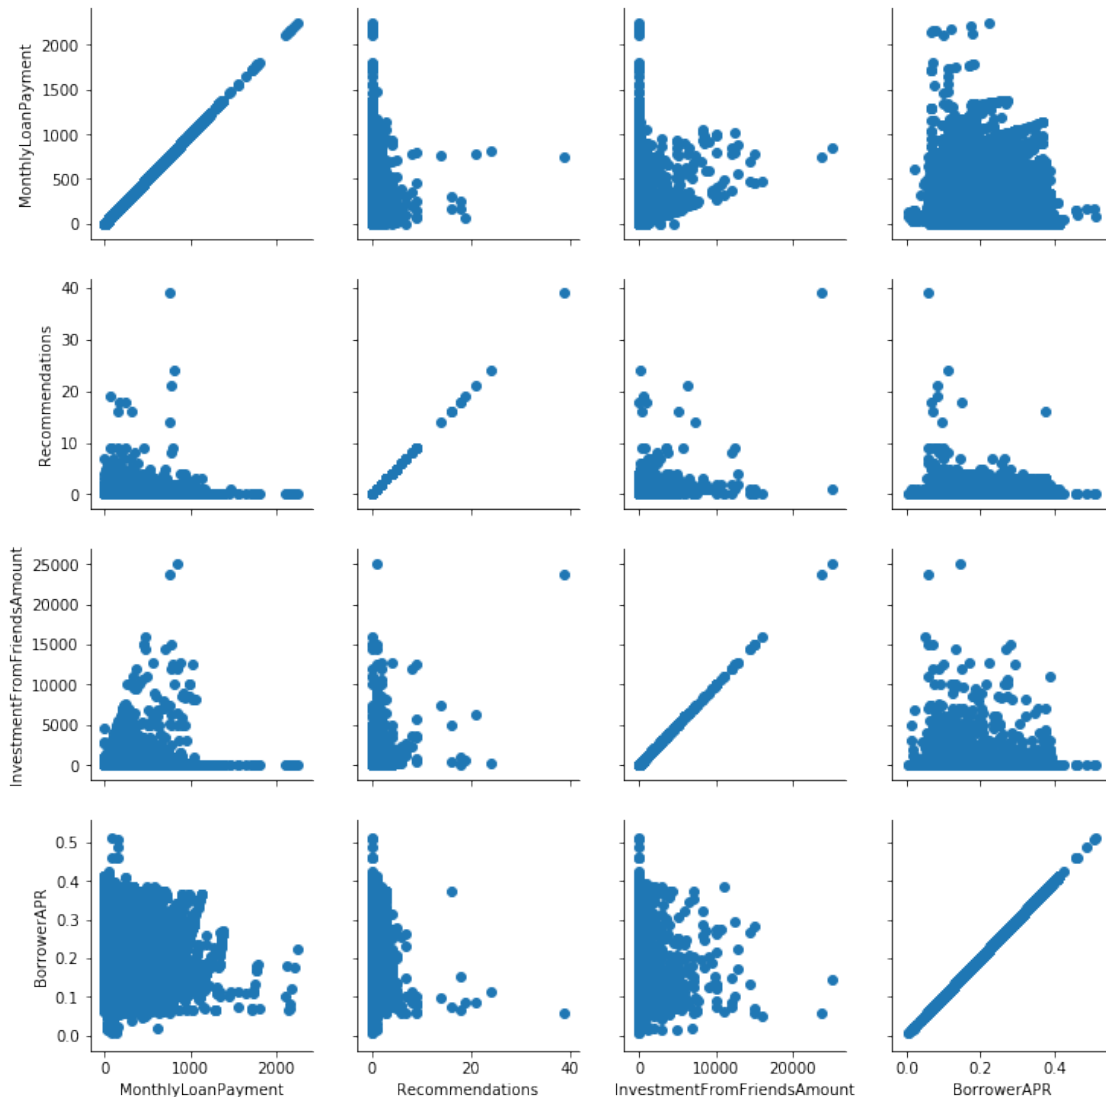 MonthlyLoanPayment
2000
1500
1000
500
0
Recommendations
40
30
20
10
0
InvestmentFromFriendsAmount
25000
20000
15000
10000
5000
0
BorrowerAPR
0.5
0.4
0.3
0.2
0.1
0.0
0 1000 2000
MonthlyLoanPayment
0 20 40
Recommendations
0 10000 20000
InvestmentFromFriendsAmount
0.0 0.2 0.4
BorrowerAPR